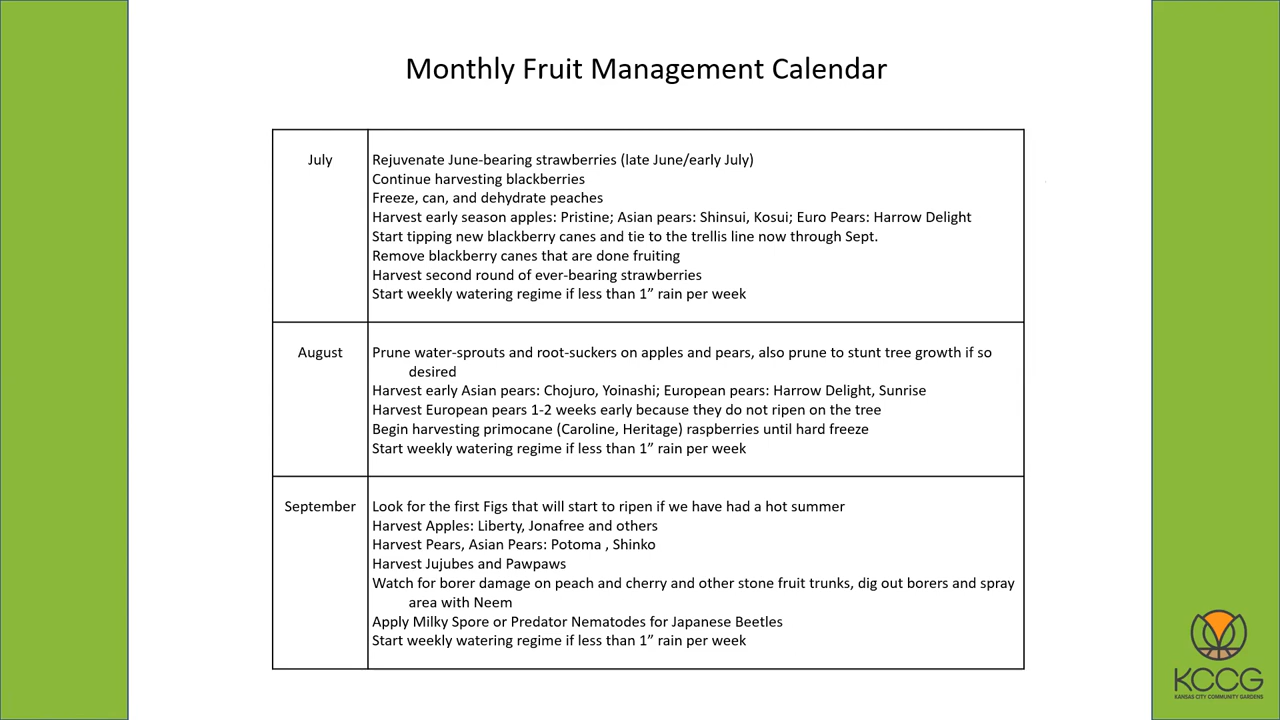 Monthly Fruit Management Calendar
July
Rejuvenate June-bearing strawberries (late June/early July)
Continue harvesting blackberries
Freeze, can, and dehydrate peaches
Harvest early season apples: Pristine; Asian pears: Shinsui, Kosui; Euro Pears: Harrow Delight
Start tipping new blackberry canes and tie to the trellis line now through Sept.
Remove blackberry canes that are done fruiting
Harvest second round of ever-bearing strawberries
Start weekly watering regime if less than 1” rain per week
August
Prune water-sprouts and root-suckers on apples and pears, also prune to stunt tree growth if so
desired
Harvest early Asian pears: Chojuro, Yoinashi; European pears: Harrow Delight, Sunrise
Harvest European pears 1-2 weeks early because they do not ripen on the tree
Begin harvesting primocane (Caroline, Heritage) raspberries until hard freeze
Start weekly watering regime if less than 1” rain per week
September
Look for the first Figs that will start to ripen if we have had a hot summer
Harvest Apples: Liberty, Jonafree and others
Harvest Pears, Asian Pears: Potoma , Shinko
Harvest Jujubes and Pawpaws
Watch for borer damage on peach and cherry and other stone fruit trunks, dig out borers and spray
area with Neem
Apply Milky Spore or Predator Nematodes for Japanese Beetles
Start weekly watering regime if less than 1” rain per week
KCCG
KANSAS CITY COMMUNITY GARDENS